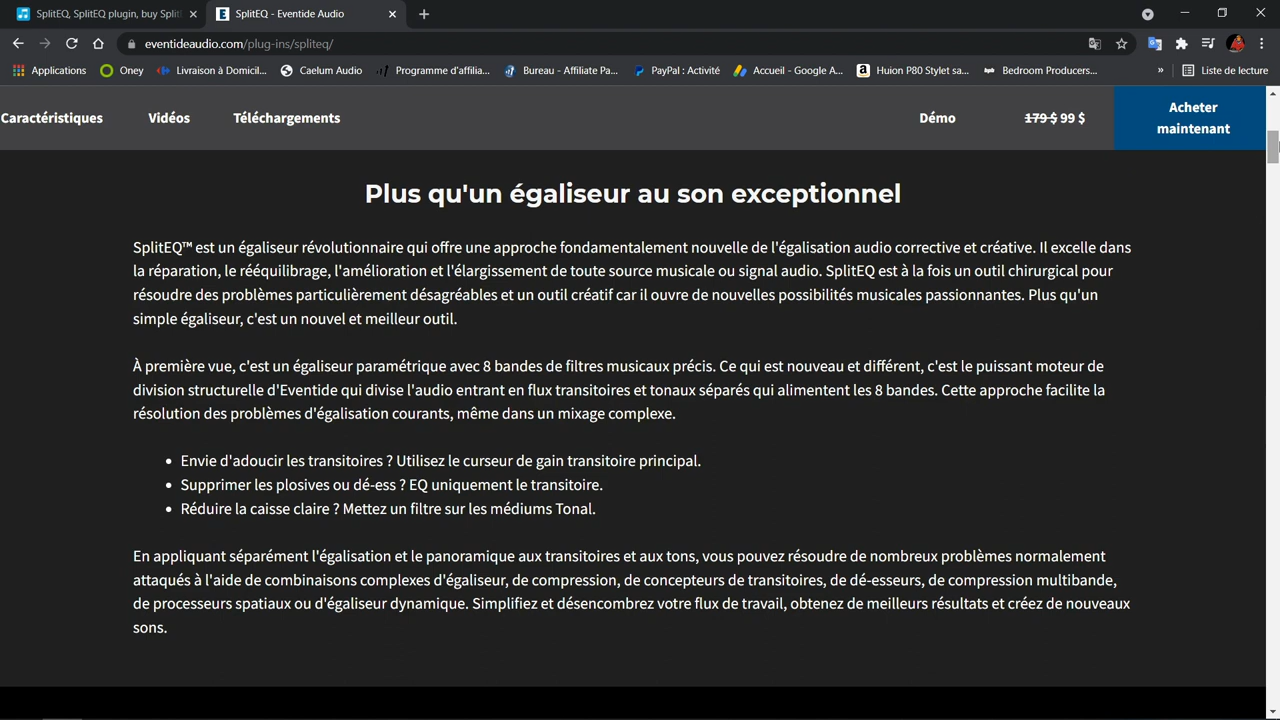 SplitEQ, SplitEQ plugin, buy Split
SplitEQ - Eventide Audio
eventideaudio.com/plug-ins/spliteq/
Applications
Oney
Livraison à Domicil...
Caelum Audio
Programme d'affilia...
Bureau - Affiliate Pa...
PayPal : Activité
Accueil - Google A...
Huion P80 Stylet sa...
Bedroom Producers...
»
Liste de lecture
Caractéristiques
Vidéos
Téléchargements
Démo
179 $ 99 $
Acheter
maintenant
Plus qu'un égaliseur au son exceptionnel
SplitEQ™ est un égaliseur révolutionnaire qui offre une approche fondamentalement nouvelle de l'égalisation audio corrective et créative. Il excelle dans
la réparation, le rééquilibrage, l'amélioration et l'élargissement de toute source musicale ou signal audio. SplitEQ est à la fois un outil chirurgical pour
résoudre des problèmes particulièrement désagréables et un outil créatif car il ouvre de nouvelles possibilités musicales passionnantes. Plus qu'un
simple égaliseur, c'est un nouvel et meilleur outil.
À première vue, c'est un égaliseur paramétrique avec 8 bandes de filtres musicaux précis. Ce qui est nouveau et différent, c'est le puissant moteur de
division structurelle d'Eventide qui divise l'audio entrant en flux transitoires et tonaux séparés qui alimentent les 8 bandes. Cette approche facilite la
résolution des problèmes d'égalisation courants, même dans un mixage complexe.
• Envie d'adoucir les transitoires ? Utilisez le curseur de gain transitoire principal.
• Supprimer les plosives ou dé-ess ? EQ uniquement le transitoire.
• Réduire la caisse claire ? Mettez un filtre sur les médiums Tonal.
En appliquant séparément l'égalisation et le panoramique aux transitoires et aux tons, vous pouvez résoudre de nombreux problèmes normalement
attaqués à l'aide de combinaisons complexes d'égaliseur, de compression, de concepteurs de transitoires, de dé-esseurs, de compression multibande,
de processeurs spatiaux ou d'égaliseur dynamique. Simplifiez et désencombrez votre flux de travail, obtenez de meilleurs résultats et créez de nouveaux
sons.